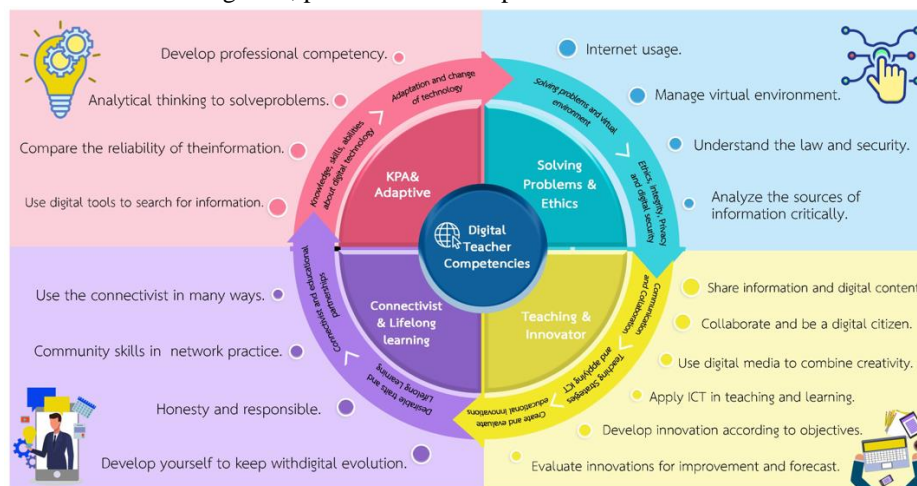 Develop professional competency.
Analytical thinking to solveproblems.
Compare the reliability of theinformation.
Use digital tools to search for information.
Knowledge, skills, abilities
about digital technology
Adaptation and change
of technology
KPA&
Adaptive
Internet usage.
Manage virtual environment.
Understand the law and security.
Analyze the sources of
information critically.
Solving problems and virtual
environment
Ethics, integrity, Privacy
and digital security
Solving
Problems &
Ethics
Digital
Teacher
Competencies
Use the connectivist in many ways.
Community skills in network practice.
Honesty and responsible.
Develop yourself to keep withdigital evolution.
Connectivist and educational
partnerships
Desirable traits and
Lifelong Learning
Connectivist
& Lifelong
learning
Teaching &
Innovator
Communication
and Collaboration
Teaching Strategies
and applying ICT
Create and evaluate
educational innovations
Share information and digital content
Collaborate and be a digital citizen.
Use digital media to combine creativity.
Apply ICT in teaching and learning.
Develop innovation according to objectives.
Evaluate innovations for improvement and forecast.